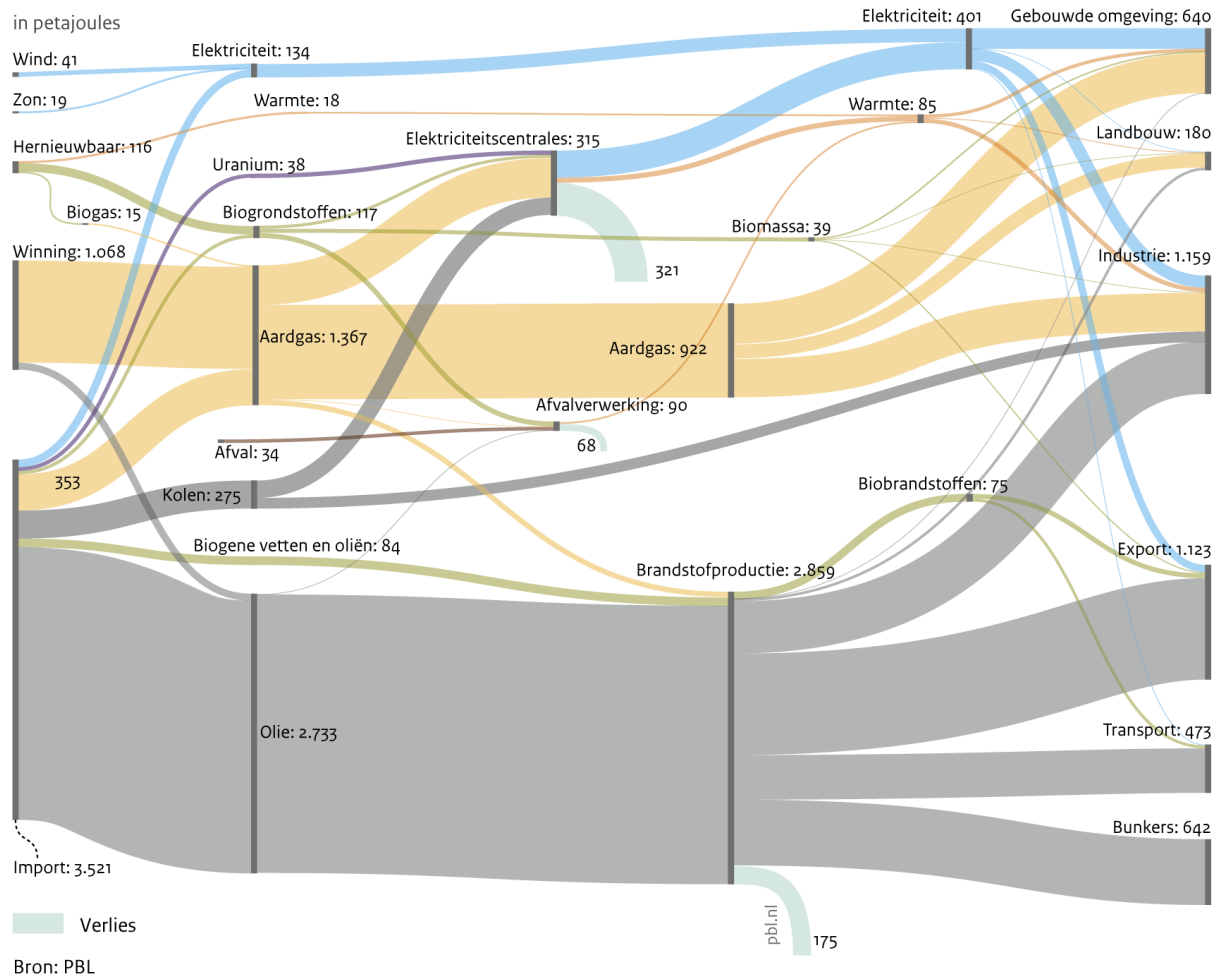 in petajoules
Elektriciteit: 401
Gebouwde omgeving: 640
Wind: 41
Elektriciteit: 134
Zon: 19
Warmte: 18
Warmte: 85
Hernieuwbaar: 116
Elektriciteitscentrales: 315
Landbouw: 180
Uranium: 38
Biogas: 15
Biogrondstoffen: 117
Biomassa: 39
Winning: 1.068
Industrie: 1.159
321
Aardgas: 1.367
Aardgas: 922
Afvalverwerking: 90
68
Afval: 34
353
Kolen: 275
Biobrandstoffen: 75
Biogene vetten en oliën: 84
Export: 1.123
Brandstofproductie: 2.859
Olie: 2.733
Transport: 473
Bunkers: 642
Import: 3.521
Verlies
pbl.nl
175
Bron: PBL